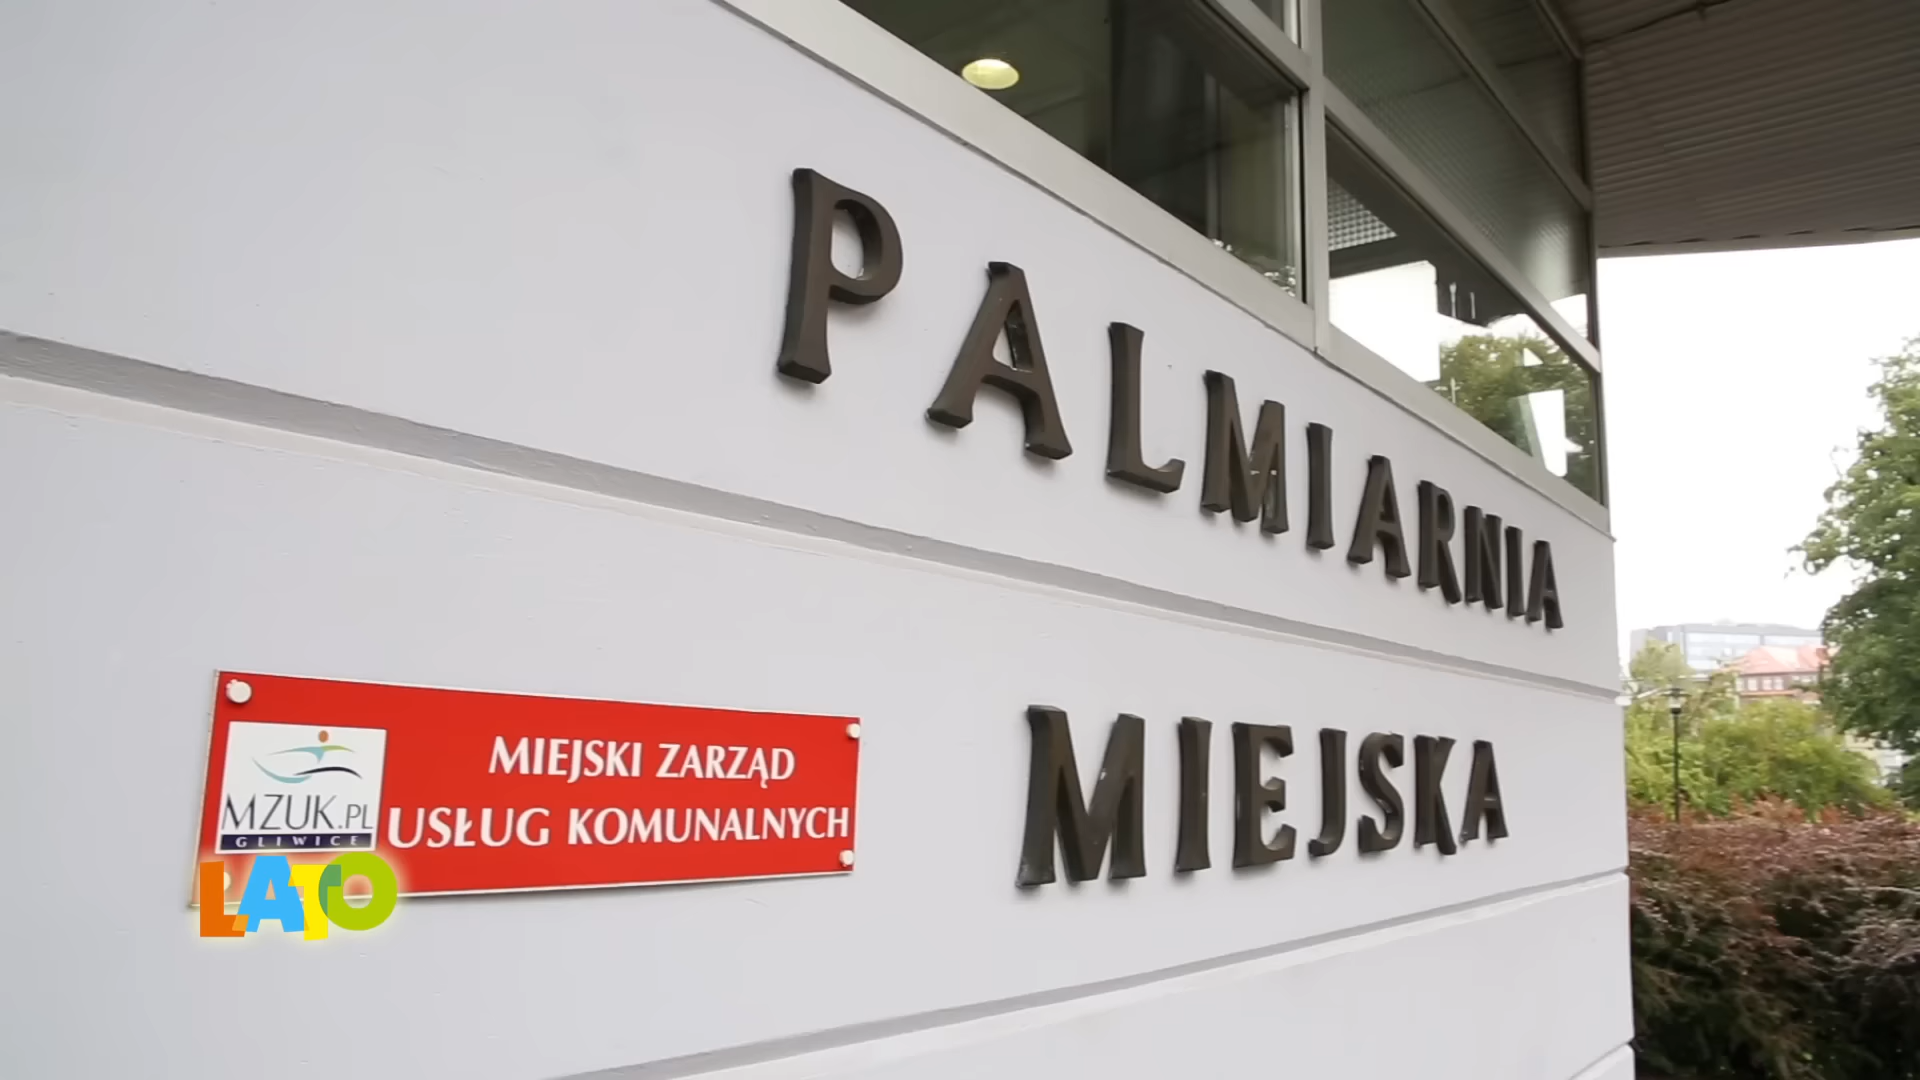 PALMIARNIA
MIEJSKA
MIEJSKI ZARZĄD
USŁUG KOMUNALNYCH
MZUK.PL
GLIWICE
LATO